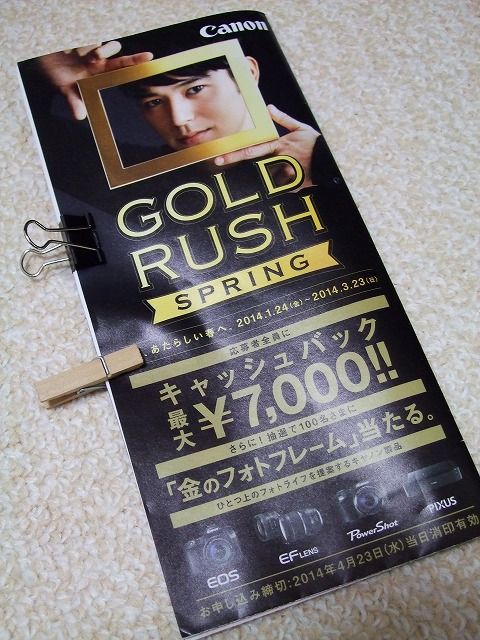 Canon
GOLD
RUSH
SPRING
あたらしい春へ。2014.1.24(金)～2014.3.23(日)
応募者全員に
キャッシュバック
最大¥7,000!!
さらに!抽選で100名さまに
「金のフォトフレーム」当たる。
ひとつ上のフォトライフを提案するキヤノン製品
EOS
EF LENS
PowerShot
PIXUS
お申し込み締切:2014年4月23日(水)当日消印有効